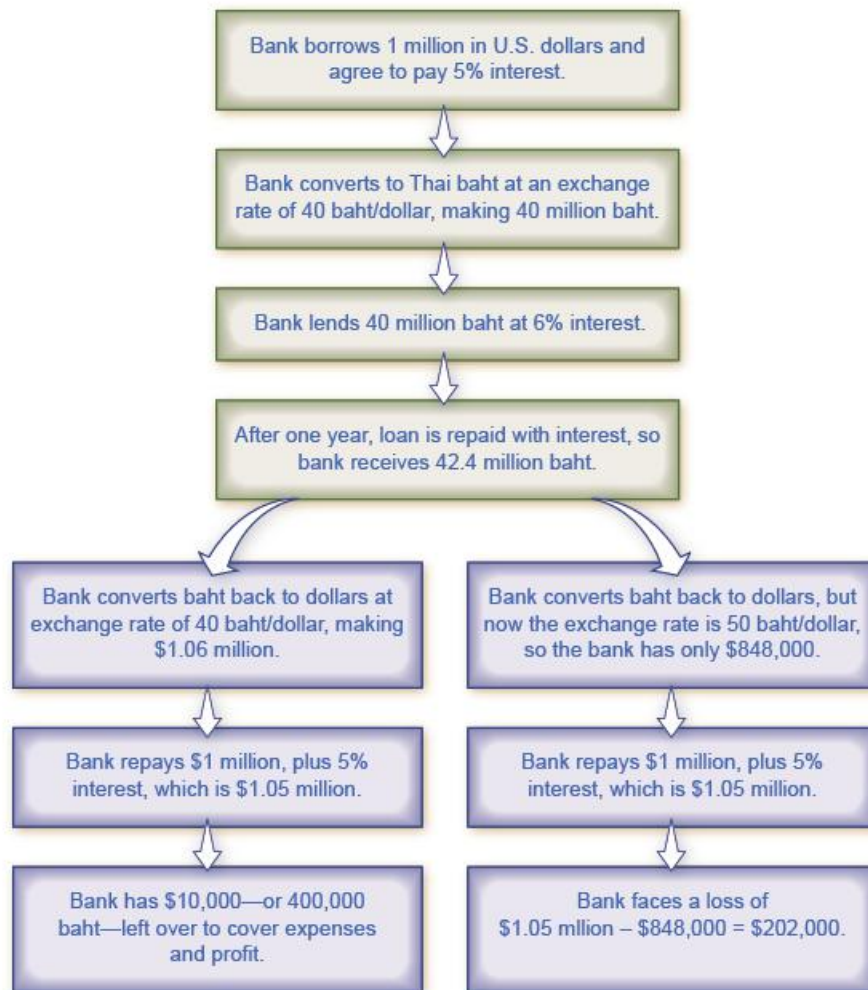 Bank borrows 1 million in U.S. dollars and
agree to pay 5% interest.
Bank converts to Thai baht at an exchange
rate of 40 baht/dollar, making 40 million baht.
Bank lends 40 million baht at 6% interest.
After one year, loan is repaid with interest, so
bank receives 42.4 million baht.
Bank converts baht back to dollars at
exchange rate of 40 baht/dollar, making
$1.06 million.
Bank repays $1 million, plus 5%
interest, which is $1.05 million.
Bank has $10,000—or 400,000
baht—left over to cover expenses
and profit.
Bank converts baht back to dollars, but
now the exchange rate is 50 baht/dollar,
so the bank has only $848,000.
Bank repays $1 million, plus 5%
interest, which is $1.05 million.
Bank faces a loss of
$1.05 mllion – $848,000 = $202,000.